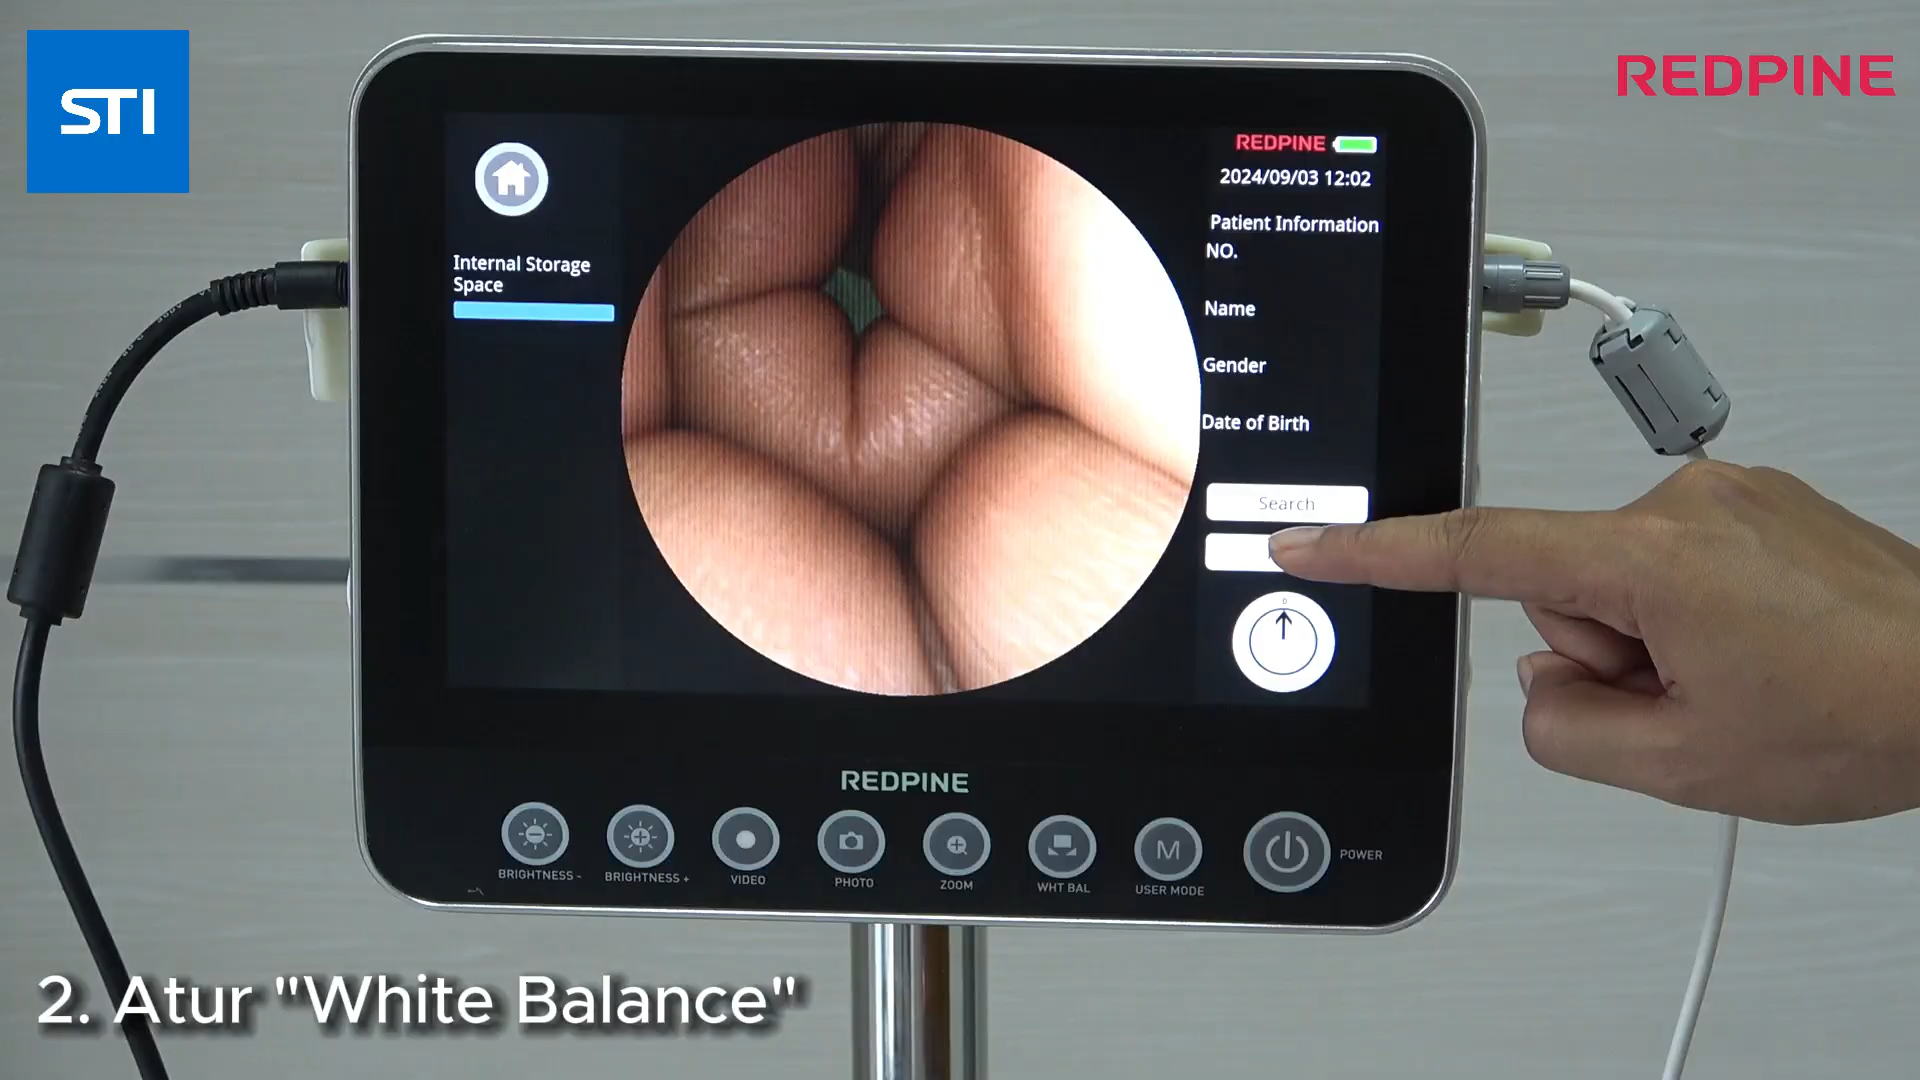 STI
REDPINE
REDPINE
2024/09/03 12:02
Patient Information
NO.
Name
Gender
Date of Birth
Search
Internal Storage
Space
REDPINE
BRIGHTNESS -
BRIGHTNESS +
VIDEO
PHOTO
ZOOM
WHT BAL
M
USER MODE
POWER
2. Atur "White Balance"